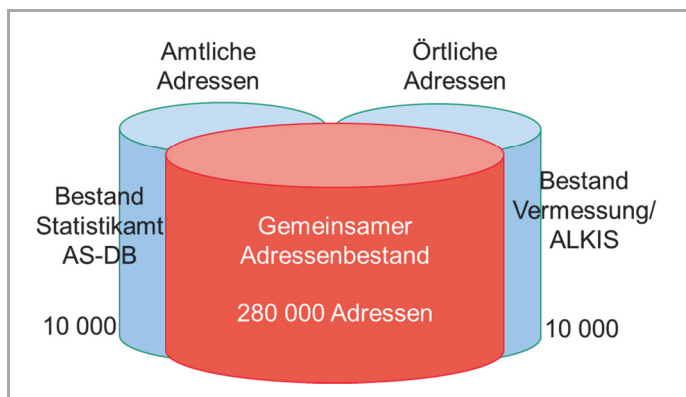 Amtliche
Adressen
Örtliche
Adressen
Bestand
Statistikamt
AS-DB
10 000
Gemeinsamer
Adressenbestand
280 000 Adressen
Bestand
Vermessung/
ALKIS
10 000